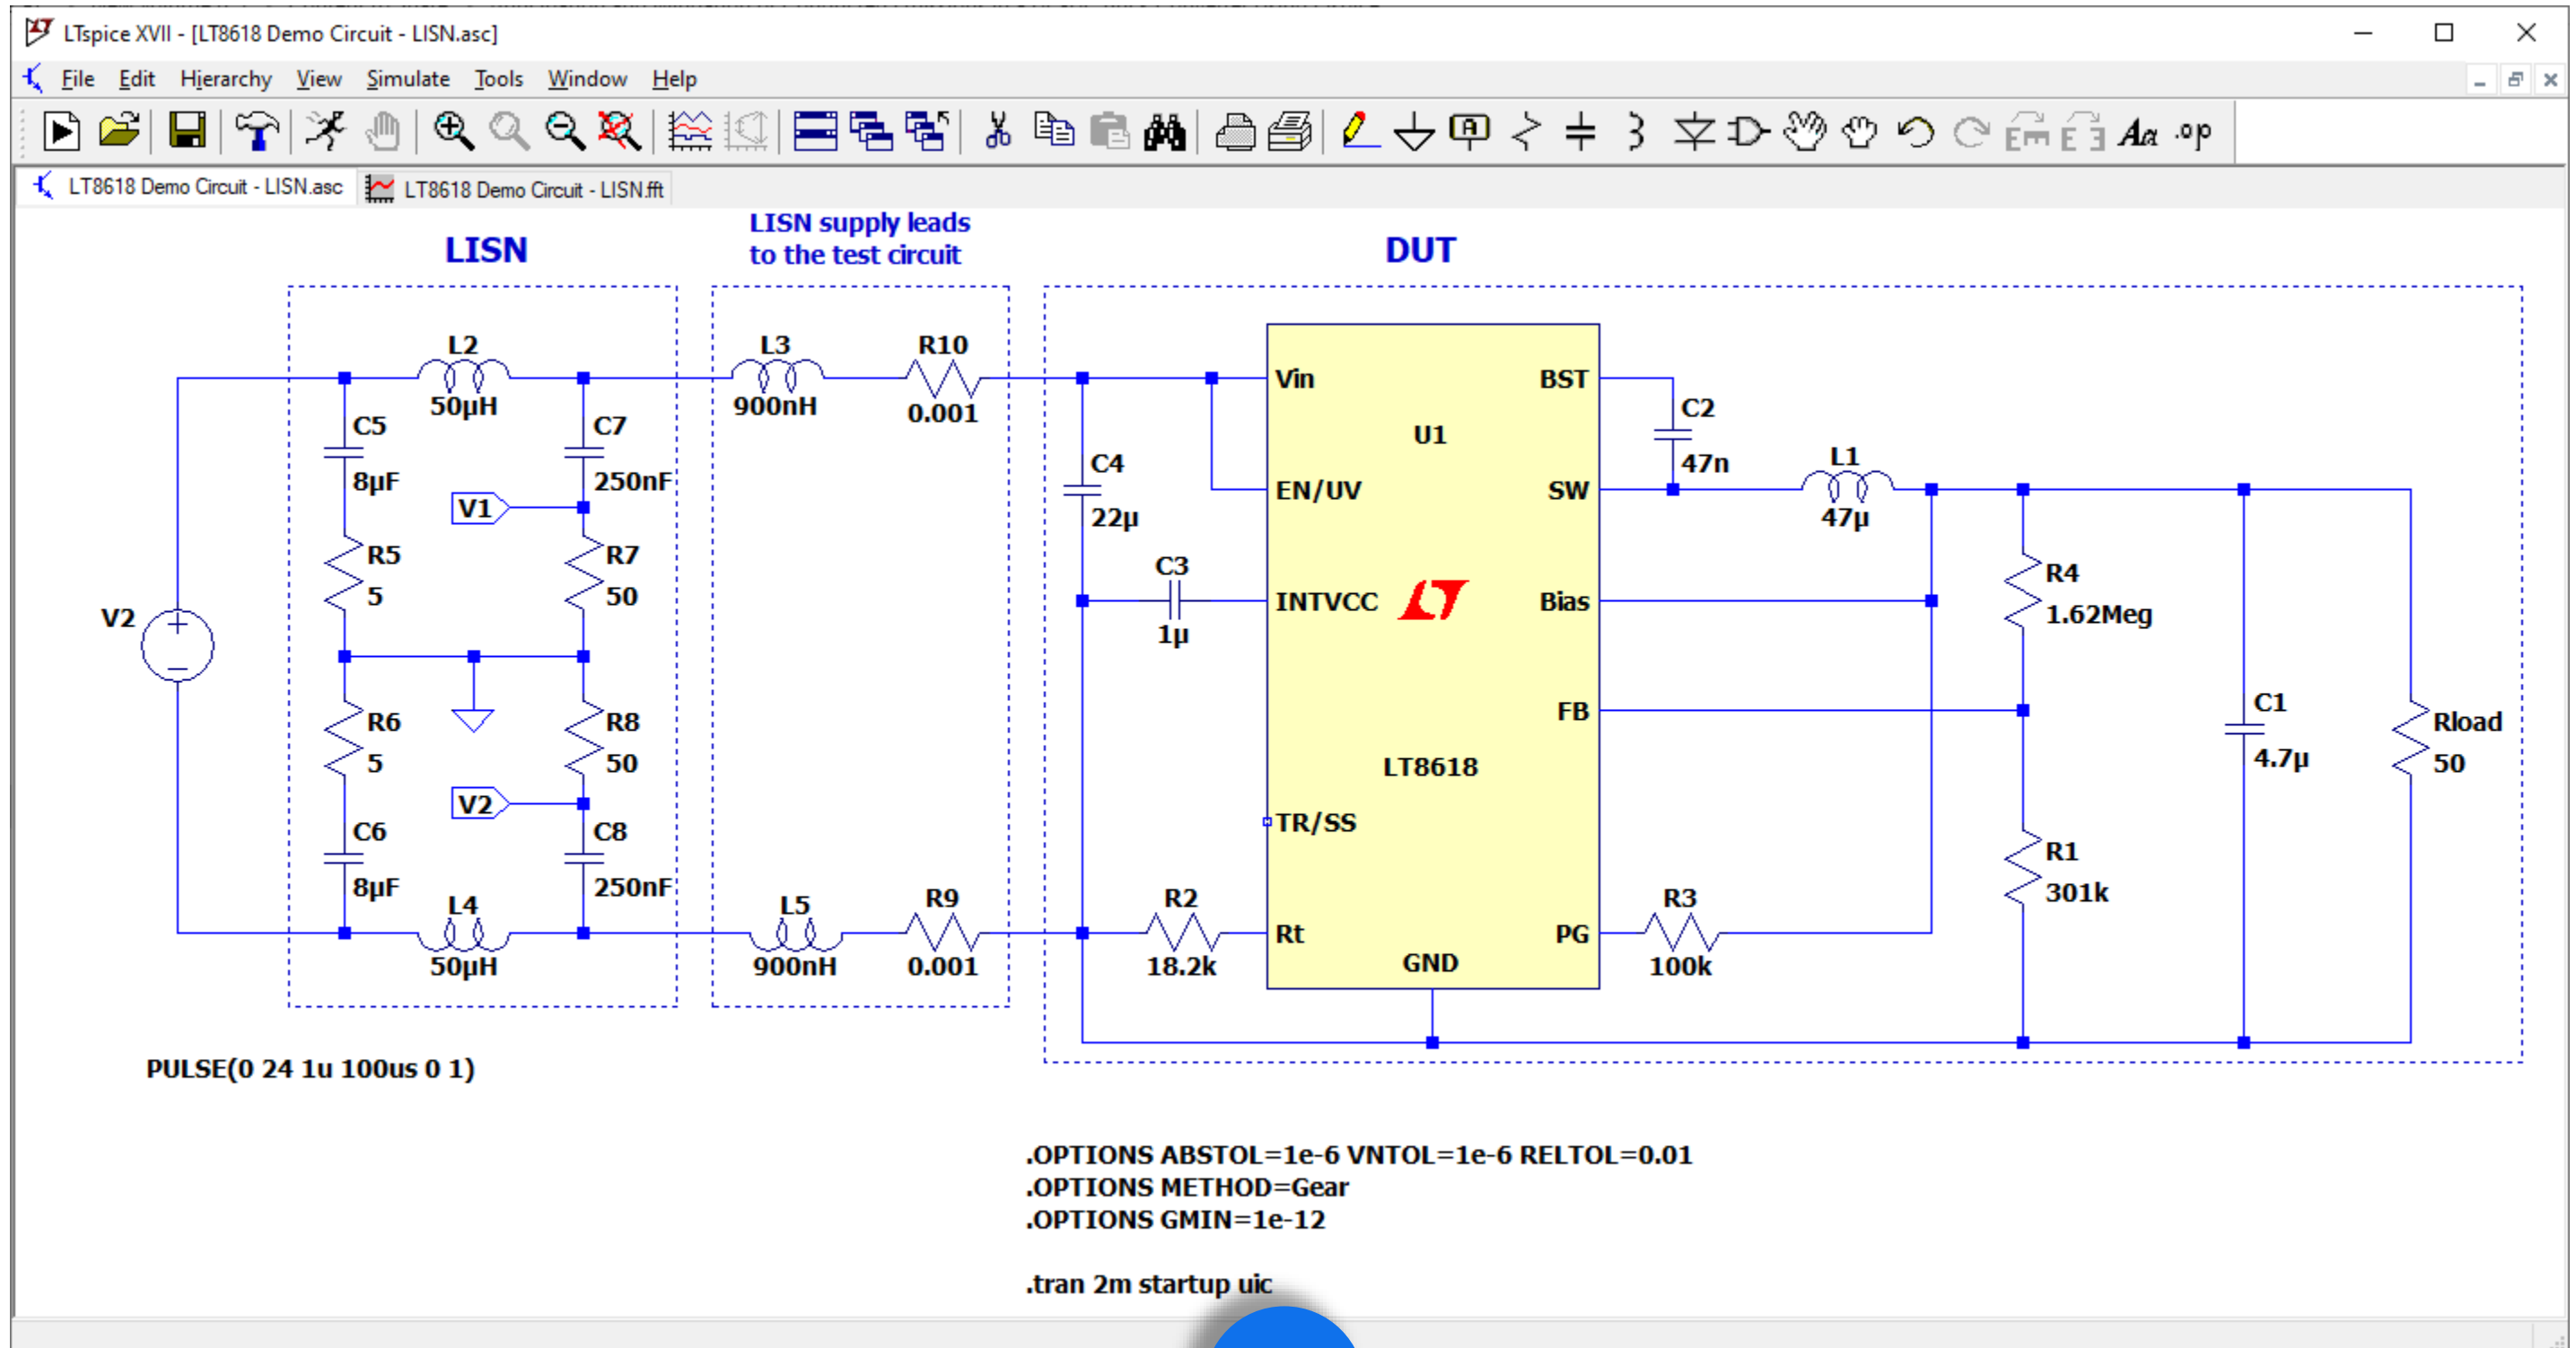 LTspice XVII - [LT8618 Demo Circuit - LISN.asc]
File Edit Hierarchy View Simulate Tools Window Help
A Aa .op
LT8618 Demo Circuit - LISN.asc LT8618 Demo Circuit - LISN.fft
LISN
LISN supply leads
to the test circuit
DUT
V2
PULSE(0 24 1u 100us 0 1)
L2
50µH
C5
8µF
C7
250nF
V1
R5
5
R7
50
R6
5
R8
50
V2
C6
8µF
C8
250nF
L4
50µH
L3
900nH
R10
0.001
L5
900nH
R9
0.001
C4
22µ
C3
1µ
R2
18.2k
Vin
BST
U1
EN/UV
SW
INTVCC
Bias
FB
LT8618
TR/SS
Rt
PG
GND
C2
47n
L1
47µ
R4
1.62Meg
R3
100k
R1
301k
C1
4.7µ
Rload
50
.OPTIONS ABSTOL=1e-6 VNTOL=1e-6 RELTOL=0.01
.OPTIONS METHOD=Gear
.OPTIONS GMIN=1e-12
.tran 2m startup uic